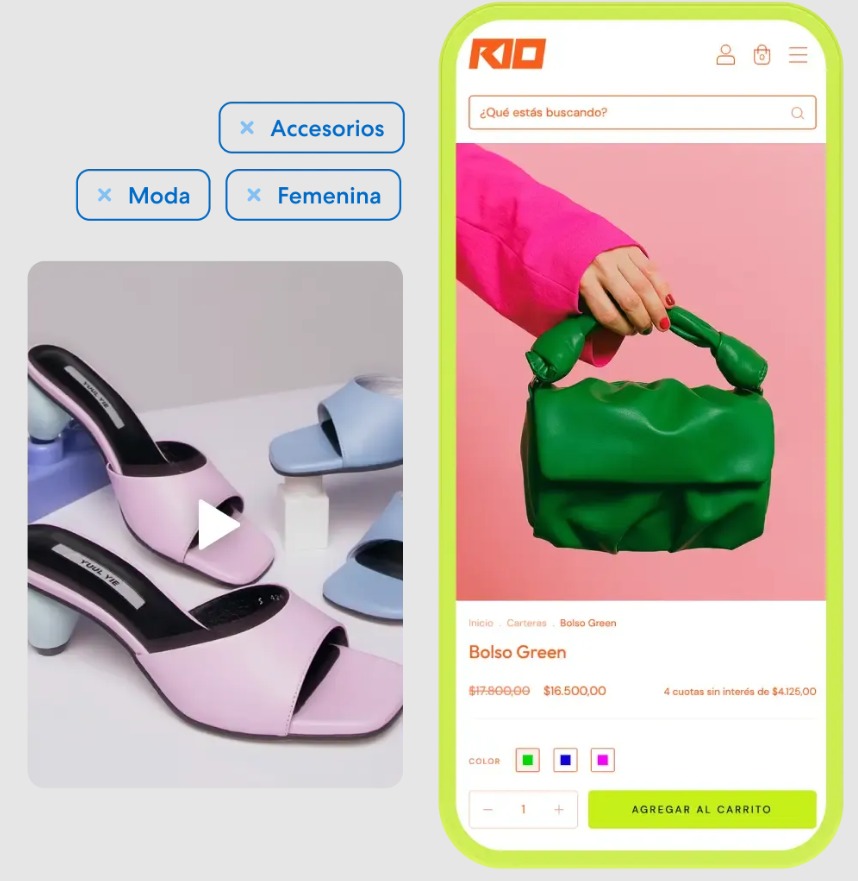 Accesorios
Moda
Femenina
YUUL YIE
YUUL YIE
RIO
0
¿Qué estás buscando?
Inicio . Carteras . Bolso Green
Bolso Green
$17.800,00 $16.500,00 4 cuotas sin interés de $4.125,00
COLOR
− 1 +
AGREGAR AL CARRITO